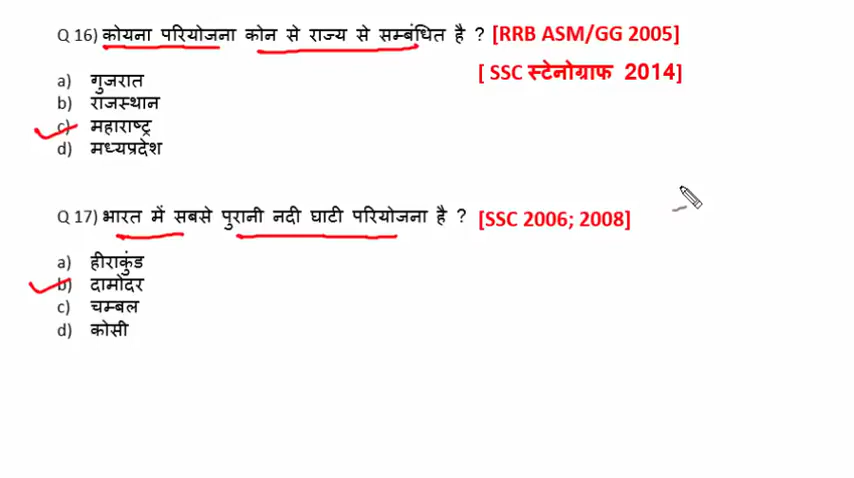 Q 16) कोयना परियोजना कोन से राज्य से सम्बंधित है ? [RRB ASM/GG 2005]
[ SSC स्टेनोग्राफ 2014]
a) गुजरात
b) राजस्थान
c) महाराष्ट्र
d) मध्यप्रदेश
Q 17) भारत में सबसे पुरानी नदी घाटी परियोजना है ? [SSC 2006; 2008]
a) हीराकुंड
b) दामोदर
c) चम्बल
d) कोसी